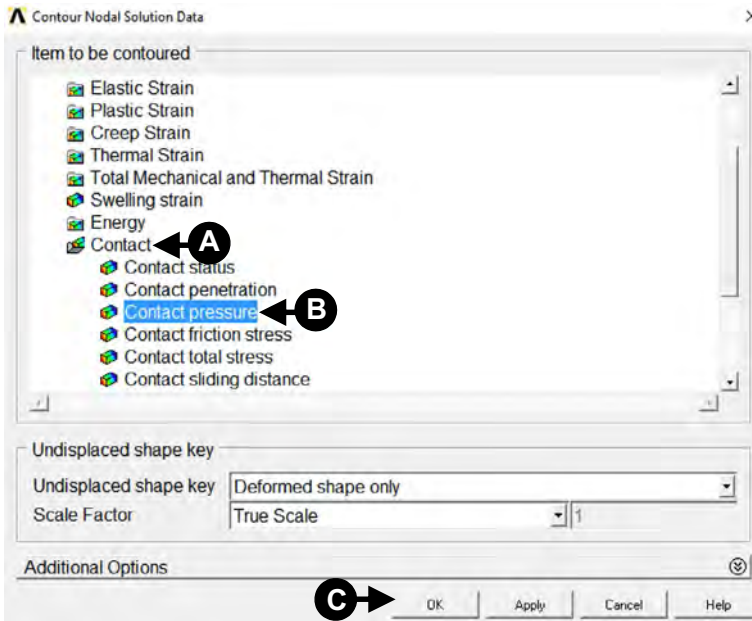 Contour Nodal Solution Data
Item to be contoured
Elastic Strain
Plastic Strain
Creep Strain
Thermal Strain
Total Mechanical and Thermal Strain
Swelling strain
Energy
Contact A
Contact status
Contact penetration
Contact pressure B
Contact friction stress
Contact total stress
Contact sliding distance
Undisplaced shape key
Undisplaced shape key Deformed shape only
Scale Factor True Scale 1
Additional Options
C OK Apply Cancel Help